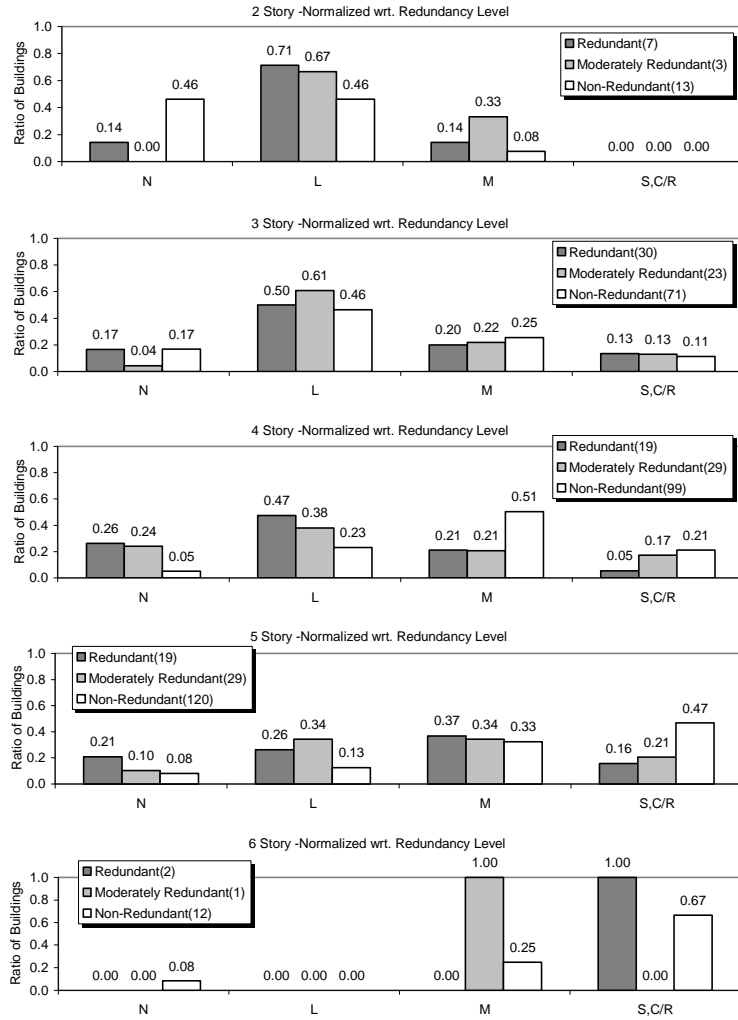 2 Story -Normalized wrt. Redundancy Level
Ratio of Buildings
1.0
0.8
0.6
0.4
0.2
0.0
Redundant(7)
Moderately Redundant(3)
Non-Redundant(13)
0.14 0.00 0.46
0.71 0.67 0.46
0.14 0.33 0.08
0.00 0.00 0.00
N L M S,C/R
3 Story -Normalized wrt. Redundancy Level
Ratio of Buildings
1.0
0.8
0.6
0.4
0.2
0.0
Redundant(30)
Moderately Redundant(23)
Non-Redundant(71)
0.17 0.04 0.17
0.50 0.61 0.46
0.20 0.22 0.25
0.13 0.13 0.11
N L M S,C/R
4 Story -Normalized wrt. Redundancy Level
Ratio of Buildings
1.0
0.8
0.6
0.4
0.2
0.0
Redundant(19)
Moderately Redundant(29)
Non-Redundant(99)
0.26 0.24 0.05
0.47 0.38 0.23
0.21 0.21 0.51
0.05 0.17 0.21
N L M S,C/R
5 Story -Normalized wrt. Redundancy Level
Ratio of Buildings
1.0
0.8
0.6
0.4
0.2
0.0
Redundant(19)
Moderately Redundant(29)
Non-Redundant(120)
0.21 0.10 0.08
0.26 0.34 0.13
0.37 0.34 0.33
0.16 0.21 0.47
N L M S,C/R
6 Story -Normalized wrt. Redundancy Level
Ratio of Buildings
1.0
0.8
0.6
0.4
0.2
0.0
Redundant(2)
Moderately Redundant(1)
Non-Redundant(12)
0.00 0.00 0.08
0.00 0.00 0.00
0.00 1.00 0.25
1.00 0.00 0.67
N L M S,C/R